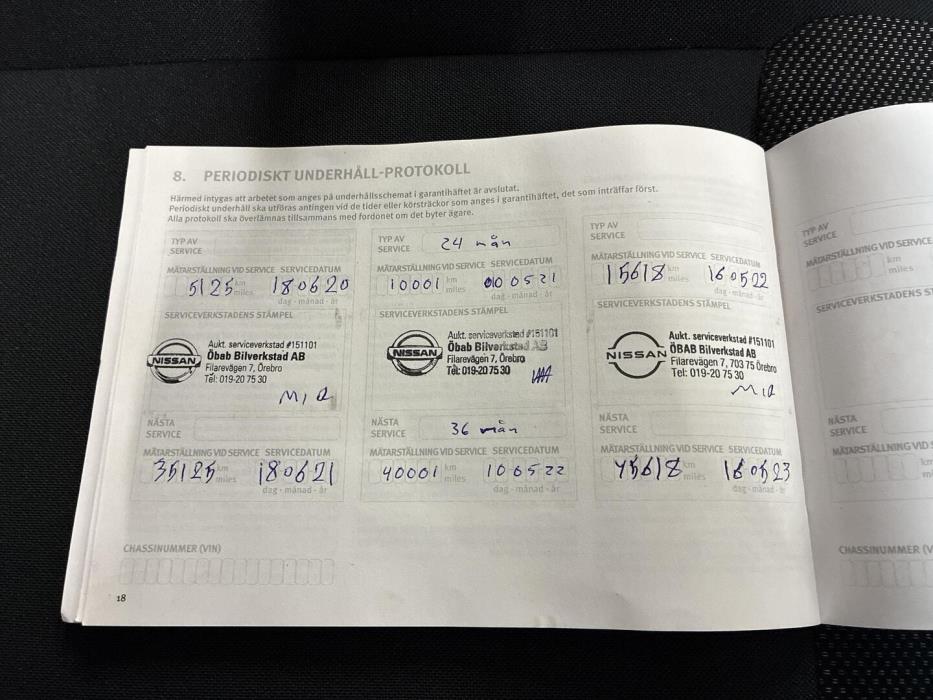 8. PERIODISKT UNDERHÅLL-PROTOKOLL
Härmed intygas att arbetet som anges på underhållsschemat i garantihäftet är avslutat.
Periodiskt underhåll ska utföras antingen vid de tider eller körsträckor som anges i garantihäftet, det som inträffar först.
Alla protokoll ska överlämnas tillsammans med fordonet om det byter ägare.
TYP AV
SERVICE
MÄTARSTÄLLNING VID SERVICE SERVICEDATUM
5125 km
miles 180620
dag - månad - år
SERVICEVERKSTADENS STÄMPEL
NISSAN
Aukt. serviceverkstad #151101
Öbab Bilverkstad AB
Filarevägen 7, Örebro
Tel: 019-20 75 30
NÄSTA
SERVICE
MÄTARSTÄLLNING VID SERVICE SERVICEDATUM
35125 km
miles 180621
dag - månad - år
TYP AV
SERVICE 24 mån
MÄTARSTÄLLNING VID SERVICE SERVICEDATUM
10001 km
miles 100521
dag - månad - år
SERVICEVERKSTADENS STÄMPEL
NISSAN
Aukt. serviceverkstad #151101
Öbab Bilverkstad AB
Filarevägen 7, Örebro
Tel: 019-20 75 30
NÄSTA
SERVICE 36 mån
MÄTARSTÄLLNING VID SERVICE SERVICEDATUM
40001 km
miles 100522
dag - månad - år
TYP AV
SERVICE
MÄTARSTÄLLNING VID SERVICE SERVICEDATUM
15618 km
miles 160522
dag - månad - år
SERVICEVERKSTADENS STÄMPEL
NISSAN
Aukt. serviceverkstad #151101
ÖBAB Bilverkstad AB
Filarevägen 7, 703 75 Örebro
Tel: 019-20 75 30
NÄSTA
SERVICE
MÄTARSTÄLLNING VID SERVICE SERVICEDATUM
45618 km
miles 160523
dag - månad - år
CHASSINUMMER (VIN)
18
TYP AV
SERVICE
MÄTARSTÄLLNING VID SERVICE
km
miles
SERVICEVERKSTADENS
NÄSTA
SERVICE
MÄTARSTÄLLNING VID
km
CHASSINUMMER